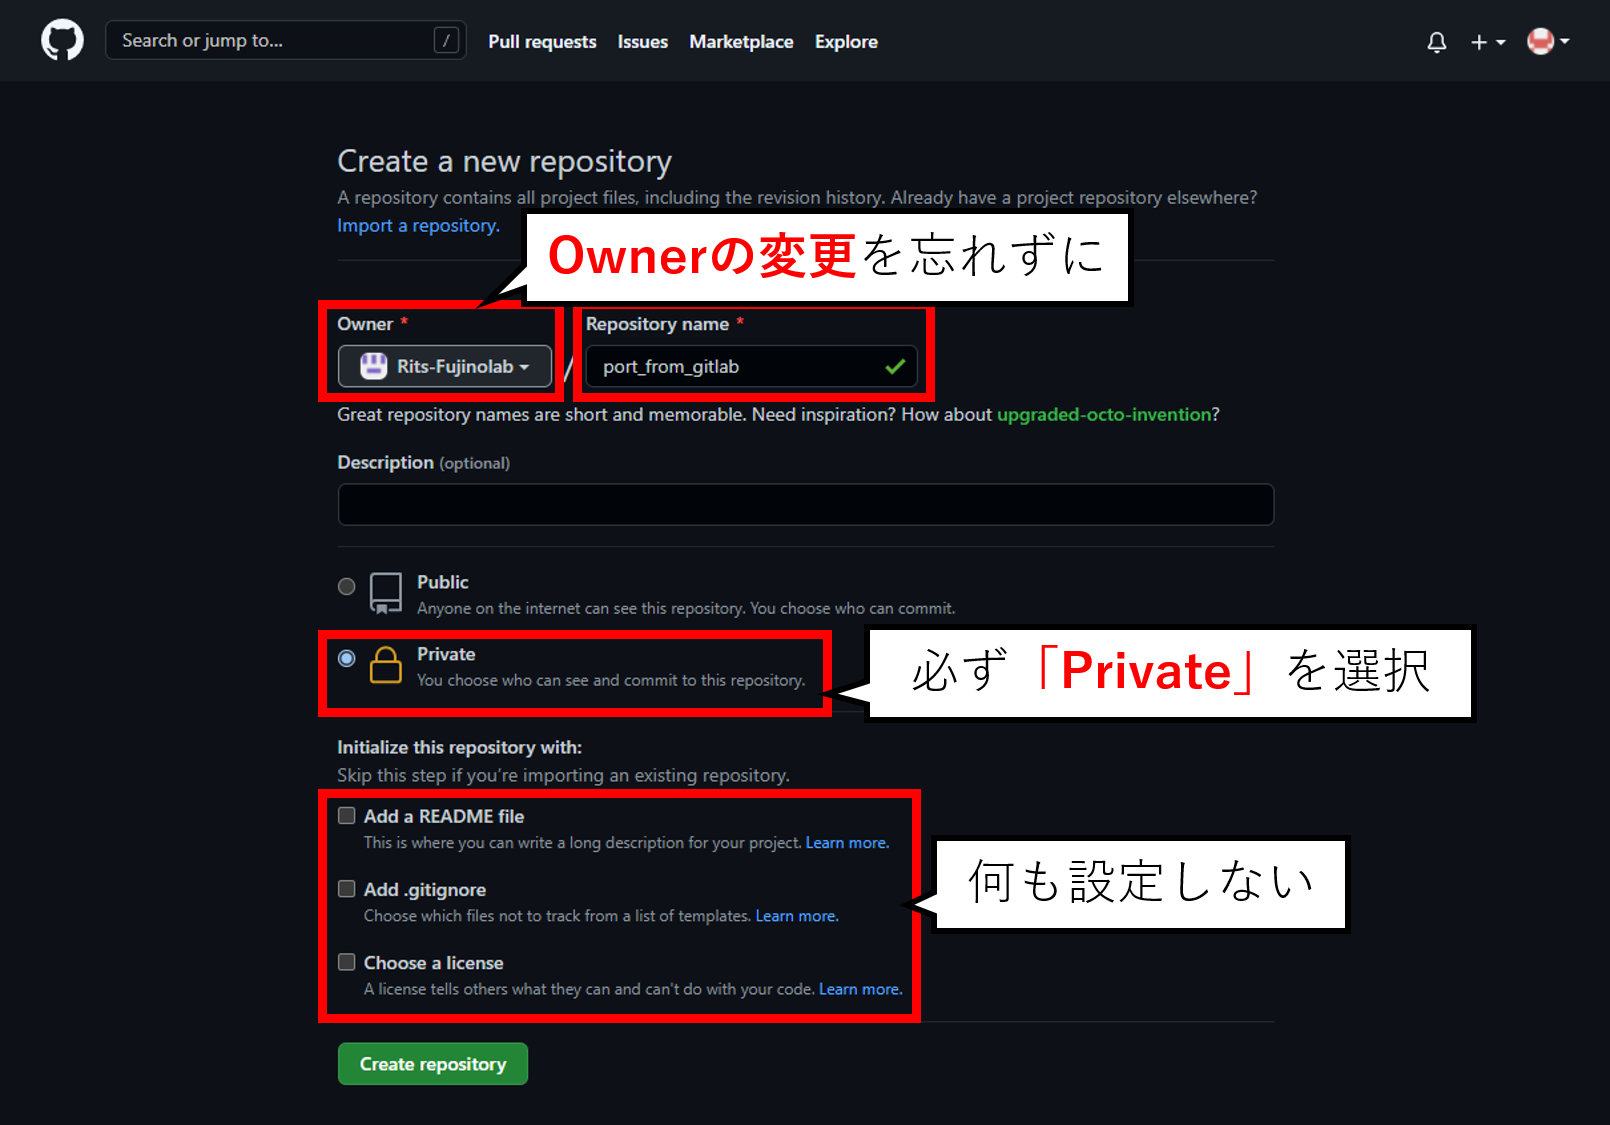 Search or jump to...
/
Pull requests
Issues
Marketplace
Explore
Create a new repository
A repository contains all project files, including the revision history. Already have a project repository elsewhere?
Import a repository.
Ownerの変更を忘れずに
Owner *
Repository name *
Rits-Fujinolab
/
port_from_gitlab
Great repository names are short and memorable. Need inspiration? How about upgraded-octo-invention?
Description (optional)
Public
Anyone on the internet can see this repository. You choose who can commit.
Private
You choose who can see and commit to this repository.
必ず「Private」を選択
Initialize this repository with:
Skip this step if you're importing an existing repository.
Add a README file
This is where you can write a long description for your project. Learn more.
何も設定しない
Add .gitignore
Choose which files not to track from a list of templates. Learn more.
Choose a license
A license tells others what they can and can't do with your code. Learn more.
Create repository